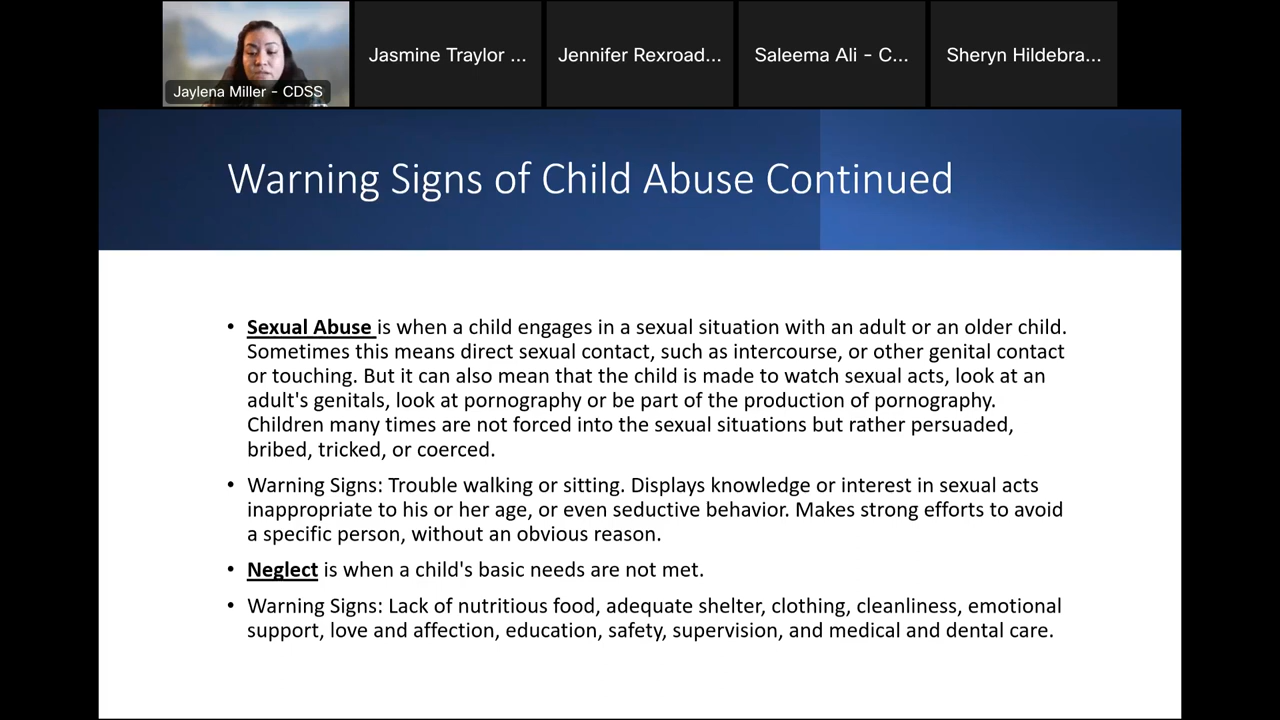 Jaylena Miller - CDSS
Jasmine Traylor ...
Jennifer Rexroad...
Saleema Ali - C...
Sheryn Hildebra...
Warning Signs of Child Abuse Continued
• Sexual Abuse is when a child engages in a sexual situation with an adult or an older child.
Sometimes this means direct sexual contact, such as intercourse, or other genital contact
or touching. But it can also mean that the child is made to watch sexual acts, look at an
adult's genitals, look at pornography or be part of the production of pornography.
Children many times are not forced into the sexual situations but rather persuaded,
bribed, tricked, or coerced.
• Warning Signs: Trouble walking or sitting. Displays knowledge or interest in sexual acts
inappropriate to his or her age, or even seductive behavior. Makes strong efforts to avoid
a specific person, without an obvious reason.
• Neglect is when a child's basic needs are not met.
• Warning Signs: Lack of nutritious food, adequate shelter, clothing, cleanliness, emotional
support, love and affection, education, safety, supervision, and medical and dental care.